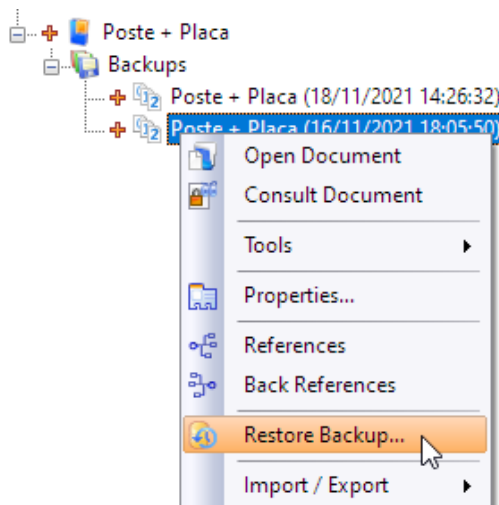 Poste + Placa
Backups
Poste + Placa (18/11/2021 14:26:32)
Poste + Placa (16/11/2021 18:05:50)
Open Document
Consult Document
Tools
Properties...
References
Back References
Restore Backup...
Import / Export